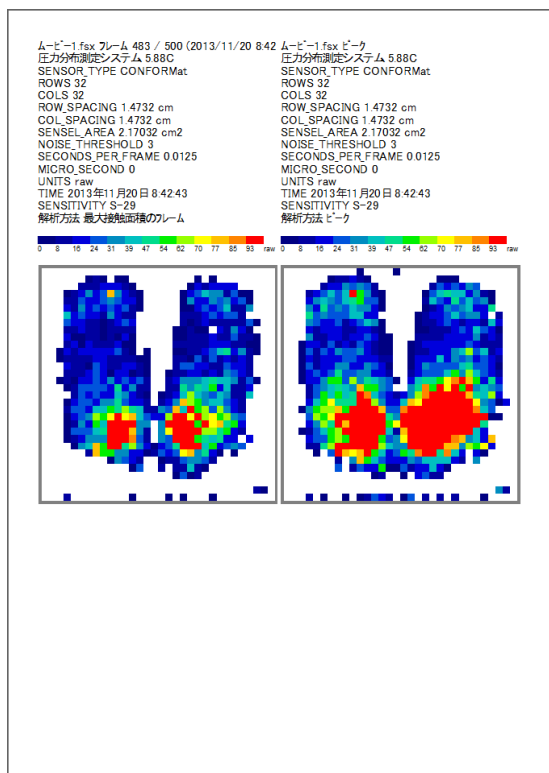 ムービー1.fsx フレーム 483 / 500 (2013/11/20 8:42
圧力分布測定システム 5.88C
SENSOR_TYPE CONFORMat
ROWS 32
COLS 32
ROW_SPACING 1.4732 cm
COL_SPACING 1.4732 cm
SENSEL_AREA 2.17032 cm2
NOISE_THRESHOLD 3
SECONDS_PER_FRAME 0.0125
MICRO_SECOND 0
UNITS raw
TIME 2013年11月20日 8:42:43
SENSITIVITY S-29
解析方法 最大接触面積のフレーム
0 8 16 24 31 39 47 54 62 70 77 85 93 raw
ムービー1.fsx ピーク
圧力分布測定システム 5.88C
SENSOR_TYPE CONFORMat
ROWS 32
COLS 32
ROW_SPACING 1.4732 cm
COL_SPACING 1.4732 cm
SENSEL_AREA 2.17032 cm2
NOISE_THRESHOLD 3
SECONDS_PER_FRAME 0.0125
MICRO_SECOND 0
UNITS raw
TIME 2013年11月20日 8:42:43
SENSITIVITY S-29
解析方法 ピーク
0 8 16 24 31 39 47 54 62 70 77 85 93 raw